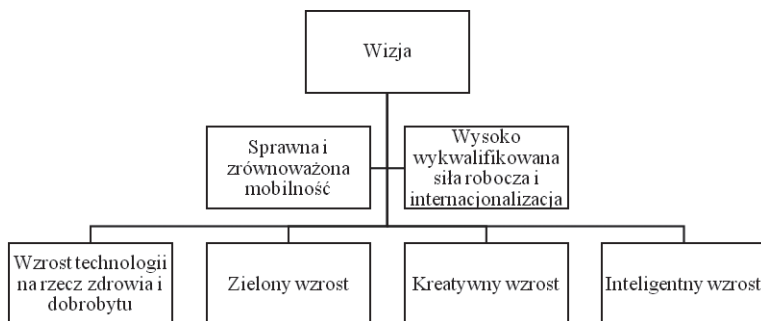 Wizja
Sprawna i
zrównoważona
mobilność
Wysoko
wykwalifikowana
siła robocza i
internacjonalizacja
Wzrost technologii
na rzecz zdrowia i
dobrobytu
Zielony wzrost
Kreatywny wzrost
Inteligentny wzrost